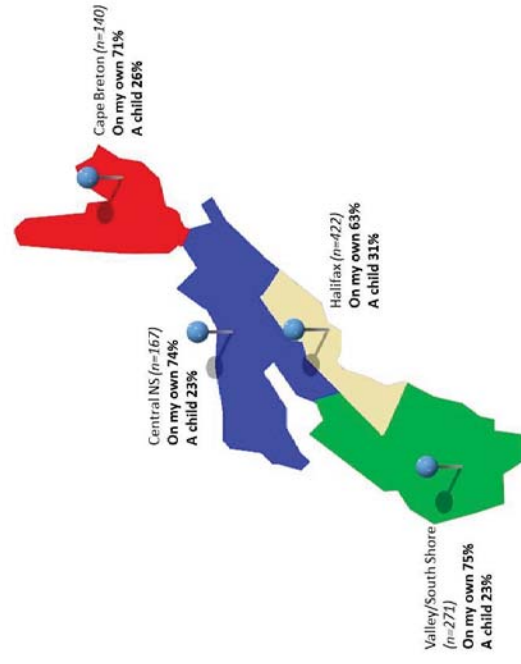 Cape Breton (n=140)
On my own 71%
A child 26%
Central NS (n=167)
On my own 74%
A child 23%
Halifax (n=422)
On my own 63%
A child 31%
Valley/South Shore
(n=271)
On my own 75%
A child 23%